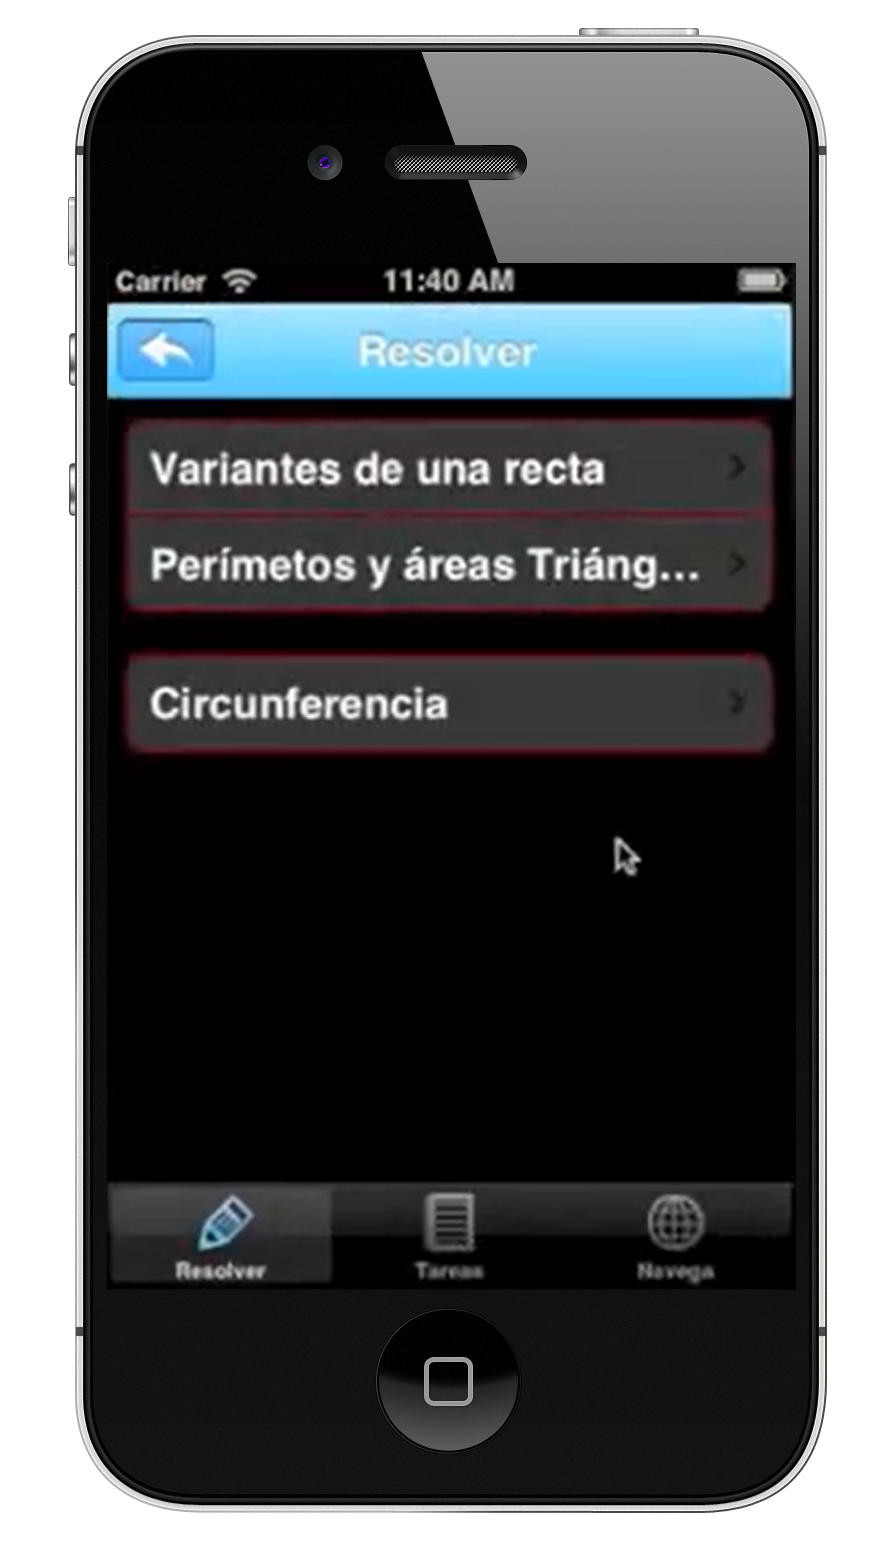 Carrier 11:40 AM
Resolver
Variantes de una recta
Perímetos y áreas Triáng...
Circunferencia
Resolver Tareas Navega